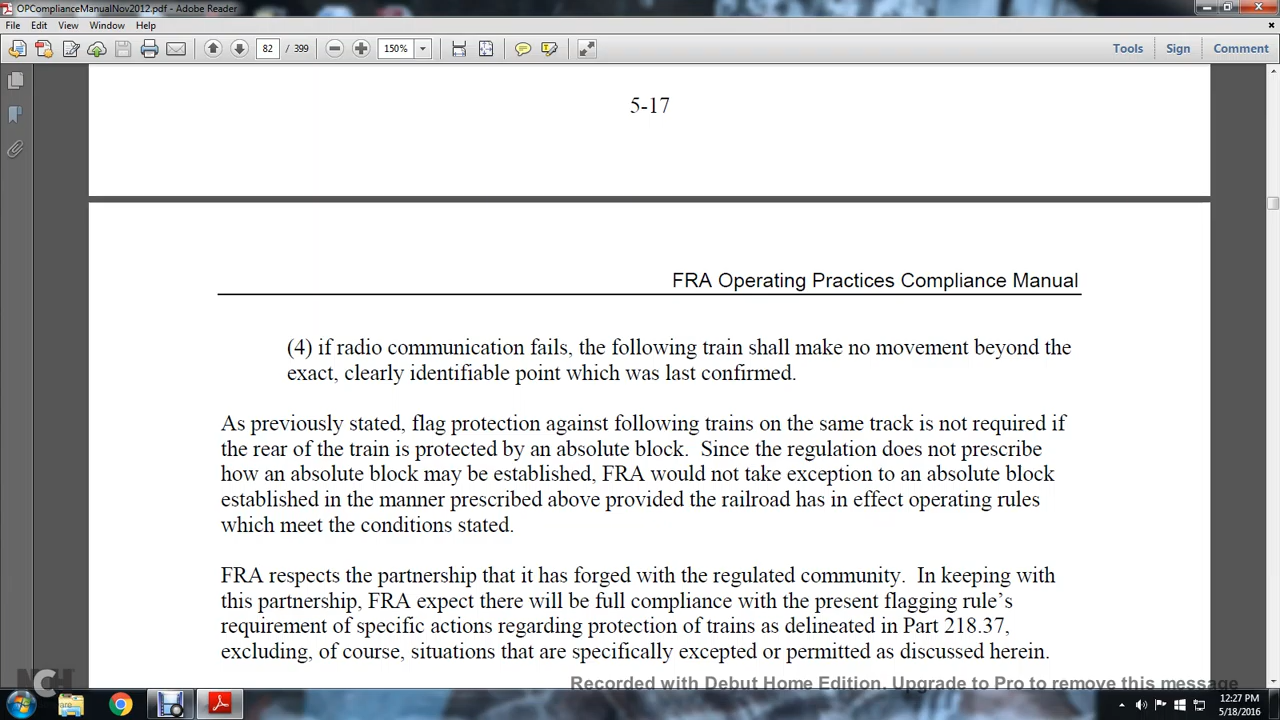 OPComplianceManualNov2012.pdf - Adobe Reader
File Edit View Window Help
82 / 399 150% Tools Sign Comment
5-17
FRA Operating Practices Compliance Manual
(4) if radio communication fails, the following train shall make no movement beyond the
exact, clearly identifiable point which was last confirmed.
As previously stated, flag protection against following trains on the same track is not required if
the rear of the train is protected by an absolute block. Since the regulation does not prescribe
how an absolute block may be established, FRA would not take exception to an absolute block
established in the manner prescribed above provided the railroad has in effect operating rules
which meet the conditions stated.
FRA respects the partnership that it has forged with the regulated community. In keeping with
this partnership, FRA expect there will be full compliance with the present flagging rule's
requirement of specific actions regarding protection of trains as delineated in Part 218.37,
excluding, of course, situations that are specifically excepted or permitted as discussed herein.
Recorded with Debut Home Edition. Upgrade to Pro to remove this message
NCH
12:27 PM
5/18/2016